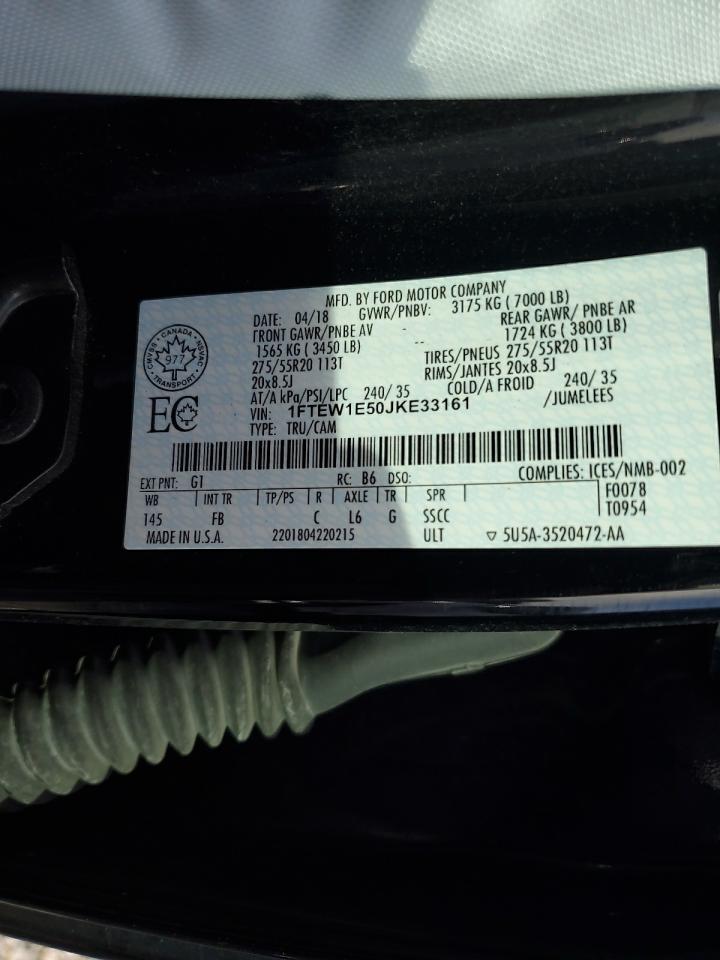 MFD. BY FORD MOTOR COMPANY
DATE: 04/18 GVWR/PNBV: 3175 KG ( 7000 LB)
FRONT GAWR/PNBE AV - REAR GAWR/ PNBE AR
1565 KG ( 3450 LB) -- 1724 KG ( 3800 LB)
275/55R20 113T TIRES/PNEUS 275/55R20 113T
20x8.5J RIMS/JANTES 20x8.5J
AT/A kPa/PSI/LPC 240/ 35 COLD/A FROID 240/ 35
VIN: 1FTEW1E50JKE33161 /JUMELEES
TYPE: TRU/CAM
CMVSS · CANADA · NSVAC
977
TRANSPORT
EC
EXT PNT: G1 RC: B6 DSO: COMPLIES: ICES/NMB-002
WB INT TR TP/PS R AXLE TR SPR F0078
145 FB C L6 G SSCC T0954
MADE IN U.S.A. 2201804220215 ULT ▽ 5U5A-3520472-AA